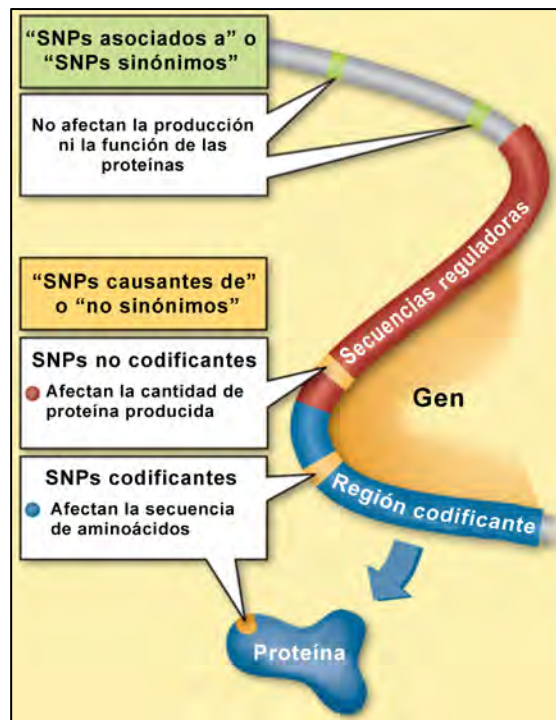 “SNPs asociados a” o
“SNPs sinónimos”
No afectan la producción
ni la función de las
proteínas
Secuencias reguladoras
“SNPs causantes de”
o “no sinónimos”
SNPs no codificantes
Afectan la cantidad de
proteína producida
Gen
SNPs codificantes
Afectan la secuencia
de aminoácidos
Región codificante
Proteína